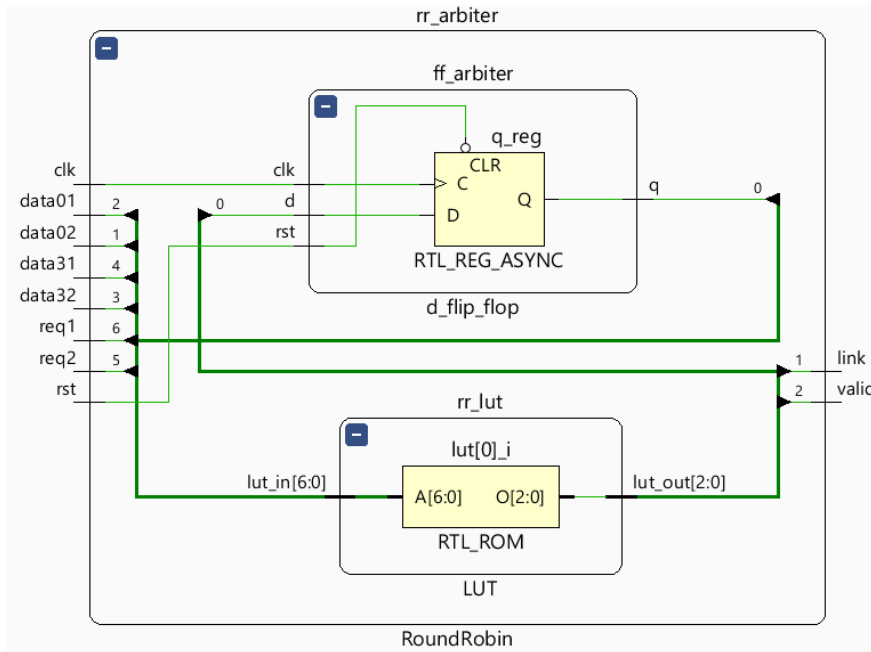 rr_arbiter
ff_arbiter
q_reg
CLR
clk
clk
C
data01
2
0
d
D
Q
q
0
data02
1
rst
RTL_REG_ASYNC
data31
4
data32
3
d_flip_flop
req1
6
req2
5
rst
1
link
2
valid
rr_lut
lut[0]_i
lut_in[6:0]
A[6:0]
O[2:0]
lut_out[2:0]
RTL_ROM
LUT
RoundRobin